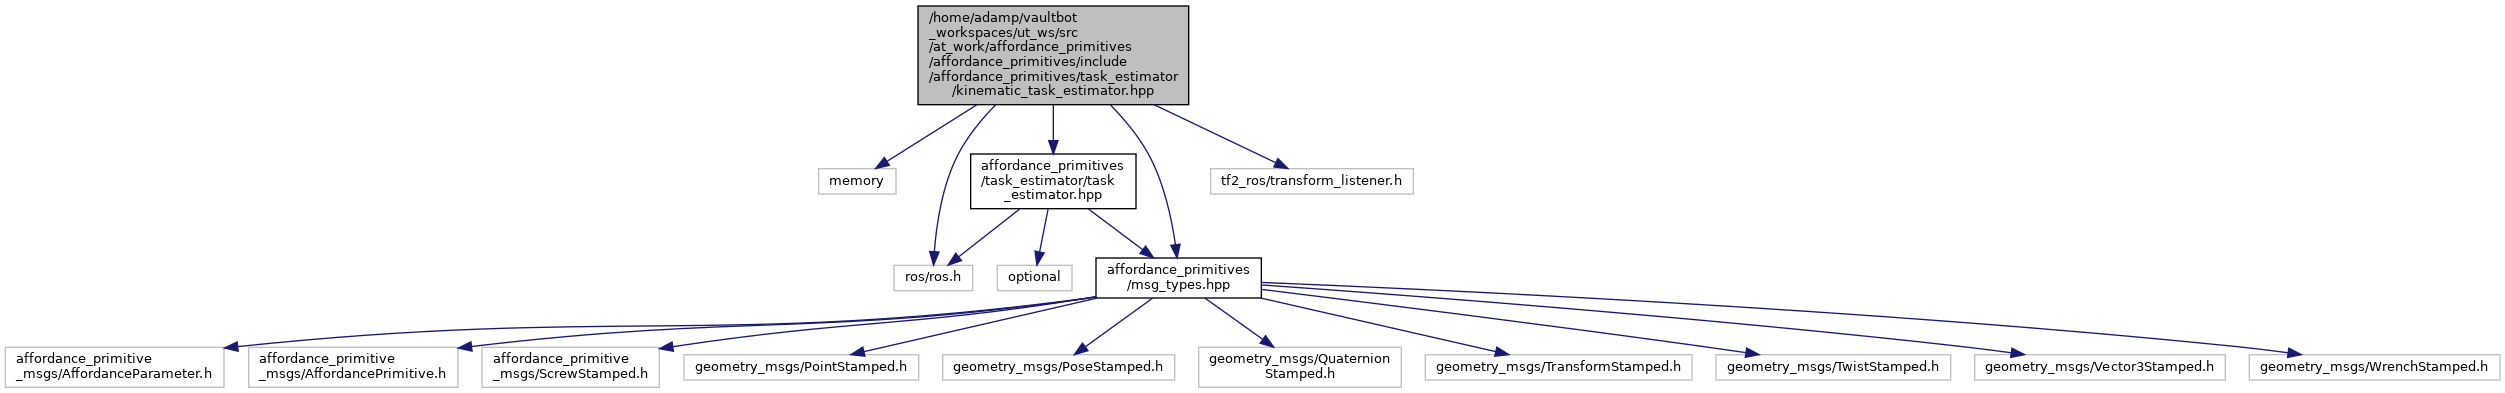 /home/adamp/vaultbot
_workspaces/ut_ws/src
/at_work/affordance_primitives
/affordance_primitives/include
/affordance_primitives/task_estimator
/kinematic_task_estimator.hpp
memory
affordance_primitives
/task_estimator/task
_estimator.hpp
tf2_ros/transform_listener.h
ros/ros.h
optional
affordance_primitives
/msg_types.hpp
affordance_primitive
_msgs/AffordanceParameter.h
affordance_primitive
_msgs/AffordancePrimitive.h
affordance_primitive
_msgs/ScrewStamped.h
geometry_msgs/PointStamped.h
geometry_msgs/PoseStamped.h
geometry_msgs/Quaternion
Stamped.h
geometry_msgs/TransformStamped.h
geometry_msgs/TwistStamped.h
geometry_msgs/Vector3Stamped.h
geometry_msgs/WrenchStamped.h